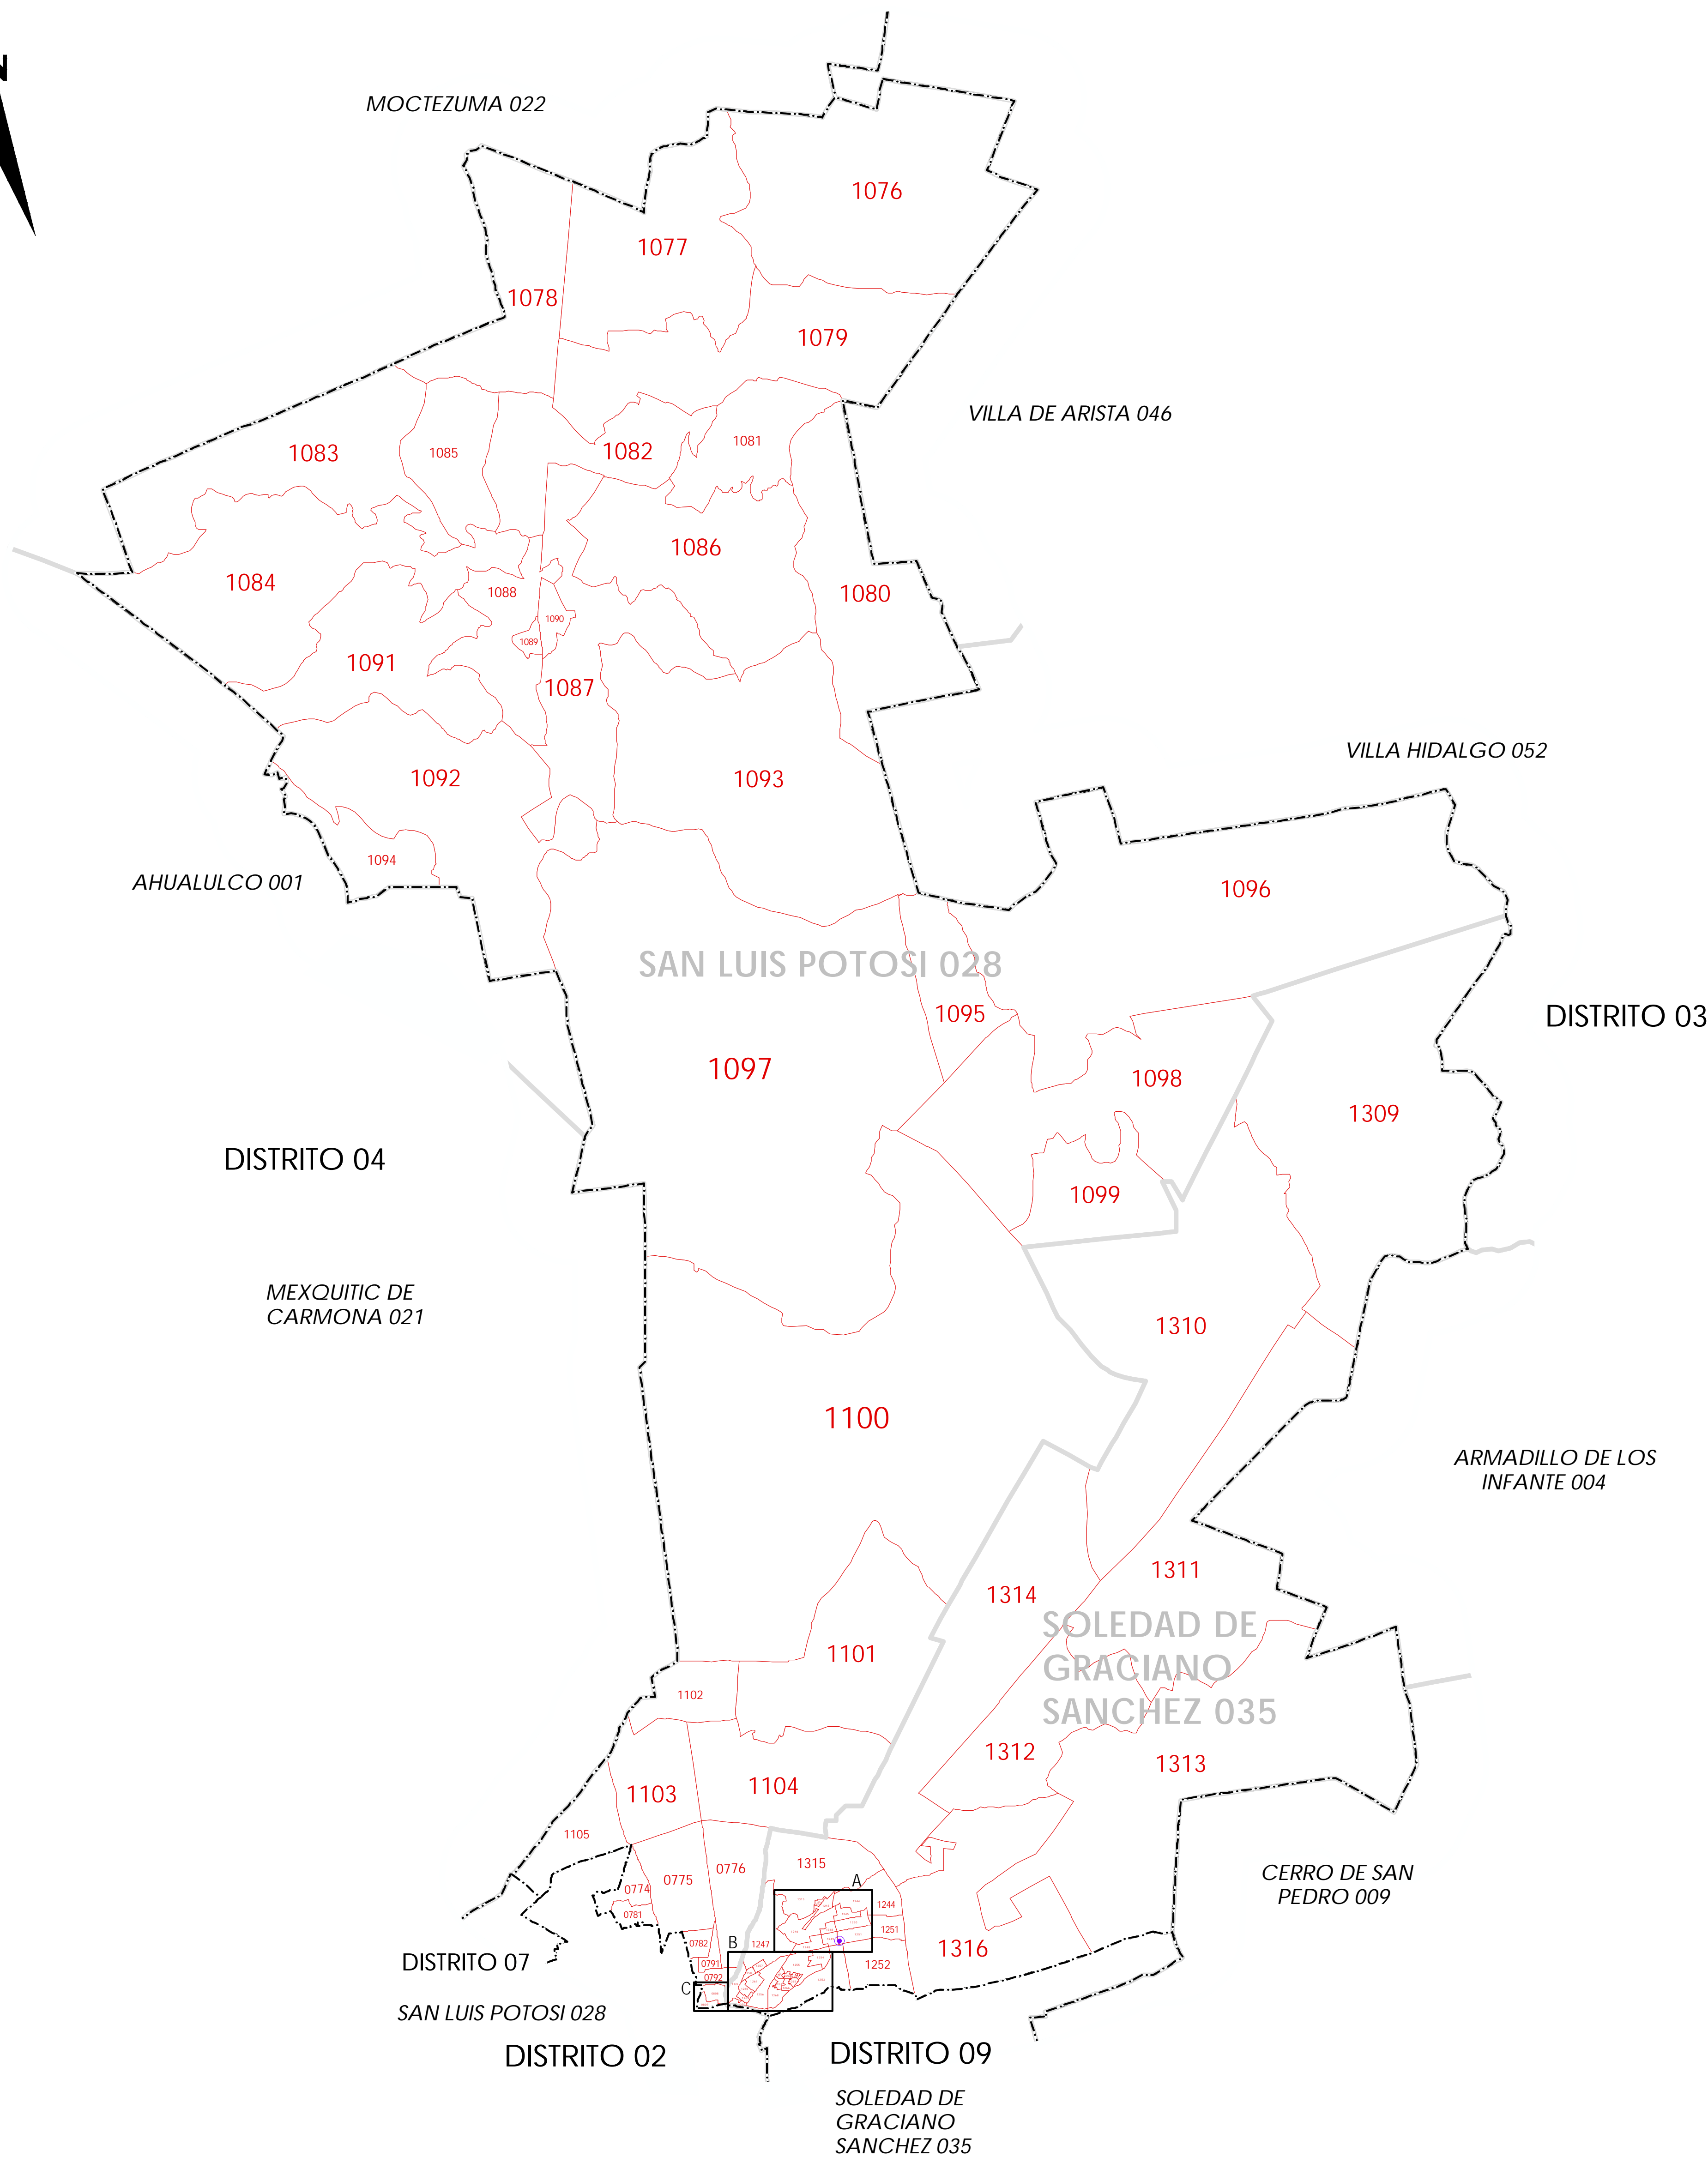 N
MOCTEZUMA 022
1076
1077
1078
1079
VILLA DE ARISTA 046
1083
1085
1082
1081
1086
1084
1088
1080
1090
1089
1091
1087
VILLA HIDALGO 052
1092
1093
1094
AHUALULCO 001
1096
SAN LUIS POTOSI 028
1095
DISTRITO 03
1097
1098
1309
DISTRITO 04
1099
MEXQUITIC DE
CARMONA 021
1310
1100
ARMADILLO DE LOS
INFANTE 004
1311
1314
SOLEDAD DE
GRACIANO
SANCHEZ 035
1101
1102
1312
1313
1103
1104
1105
1315
0776
0775
A
CERRO DE SAN
PEDRO 009
0774
1244
0781
1251
0782
B
1247
1316
DISTRITO 07
0791
1252
0792
C
SAN LUIS POTOSI 028
DISTRITO 02
DISTRITO 09
SOLEDAD DE
GRACIANO
SANCHEZ 035